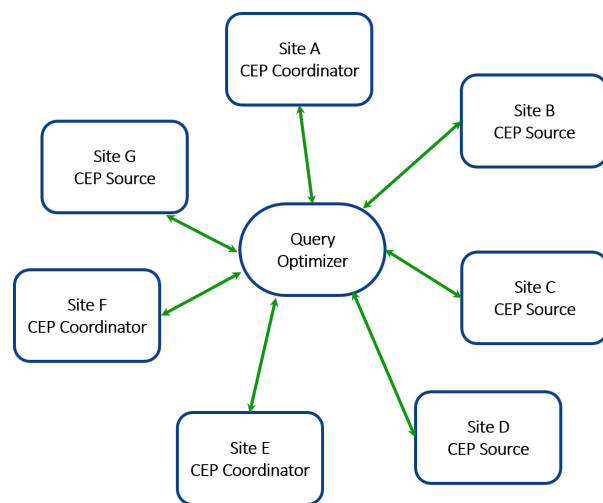 Site A
CEP Coordinator
Site B
CEP Source
Site G
CEP Source
Query
Optimizer
Site C
CEP Source
Site F
CEP Coordinator
Site D
CEP Source
Site E
CEP Coordinator